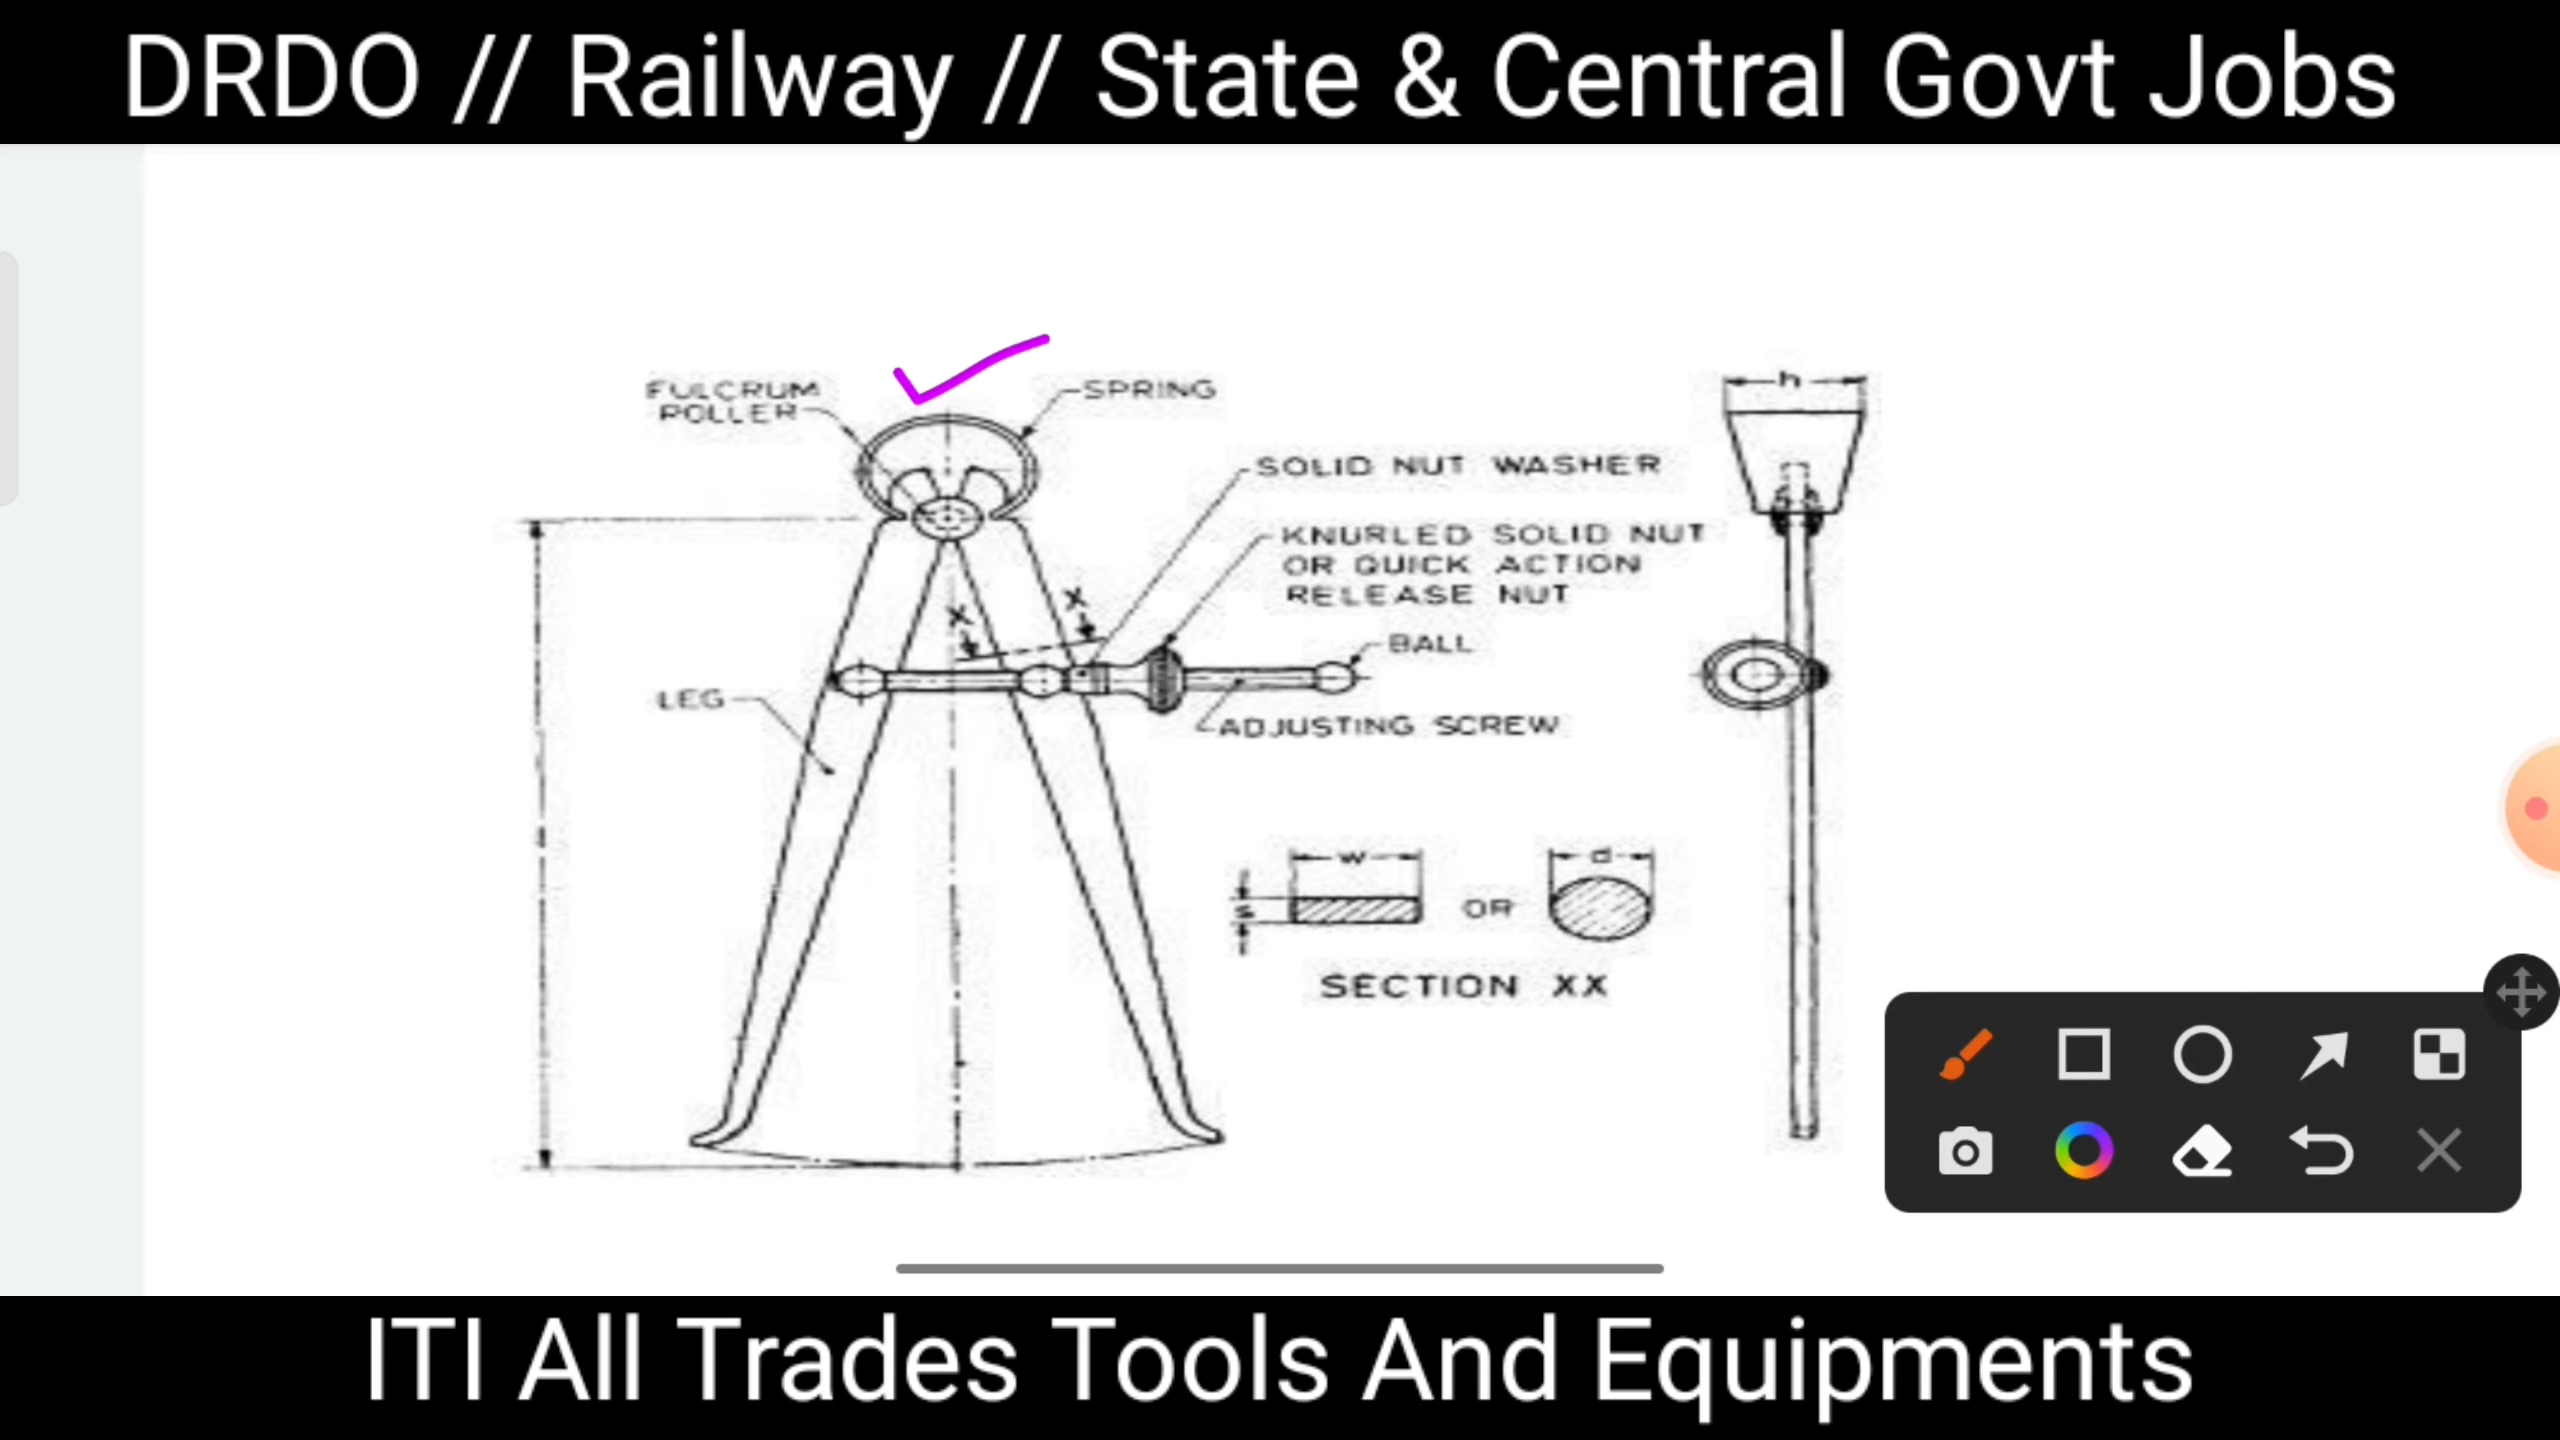 DRDO // Railway // State & Central Govt Jobs
FULCRUM
ROLLER
SPRING
h
SOLID NUT WASHER
KNURLED SOLID NUT
OR QUICK ACTION
RELEASE NUT
X
X
BALL
LEG
ADJUSTING SCREW
w
d
OR
SECTION XX
ITI All Trades Tools And Equipments